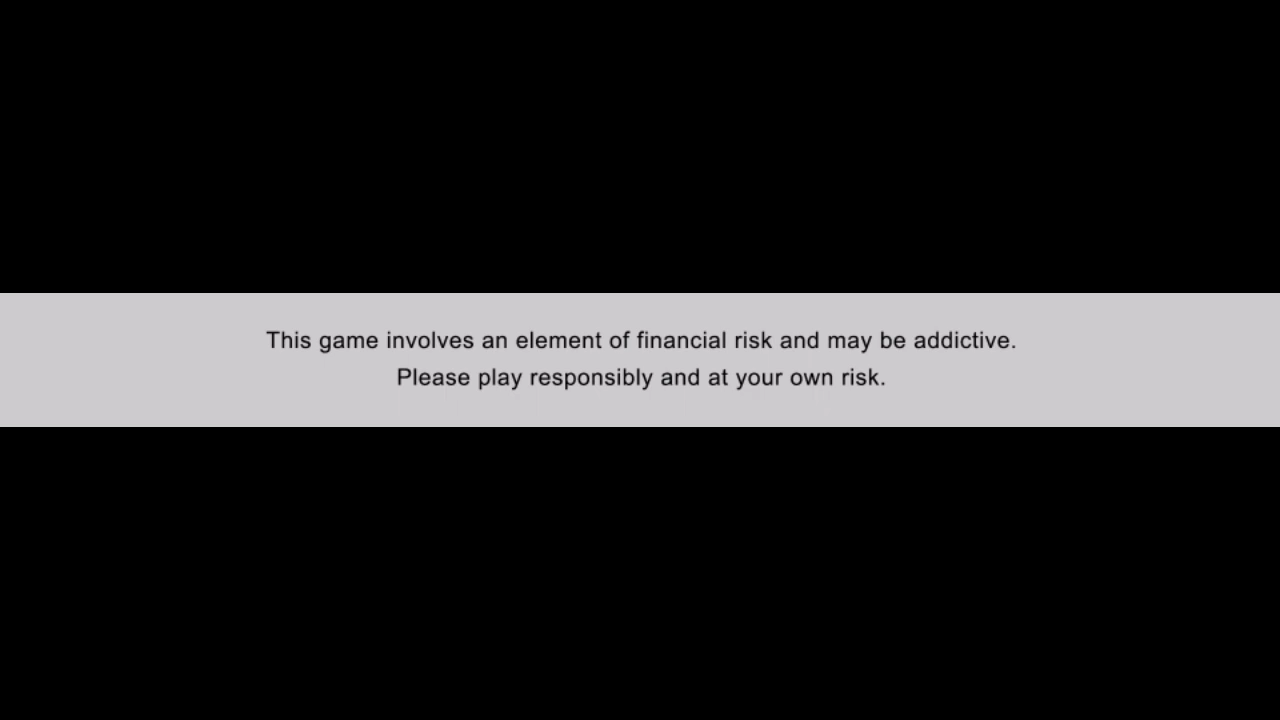 This game involves an element of financial risk and may be addictive.
Please play responsibly and at your own risk.